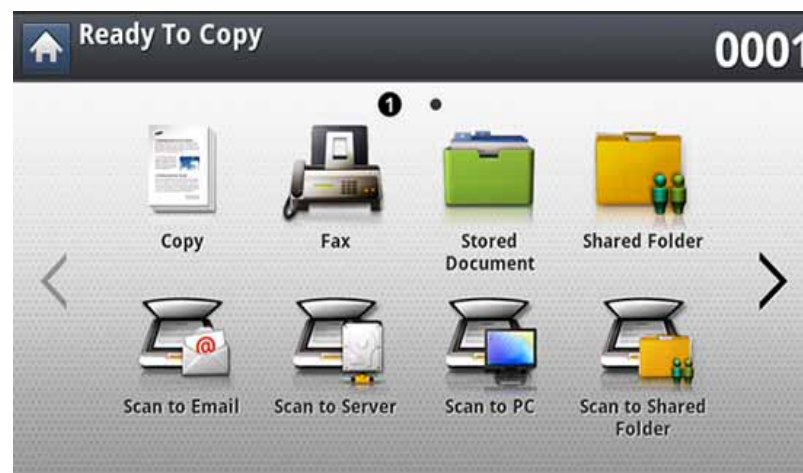 Ready To Copy
0001
1
Copy
Fax
Stored
Document
Shared Folder
@
Scan to Email
Scan to Server
Scan to PC
Scan to Shared
Folder